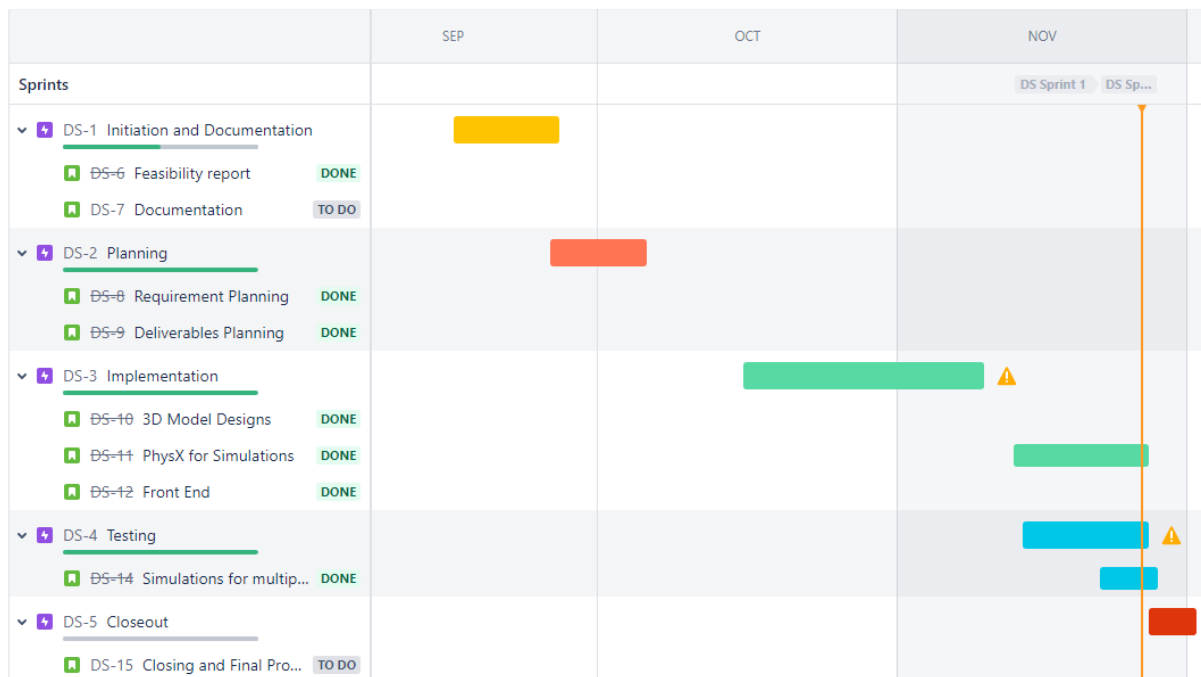 SEP OCT NOV
Sprints DS Sprint 1 DS Sp...
DS-1 Initiation and Documentation
DS-6 Feasibility report DONE
DS-7 Documentation TO DO
DS-2 Planning
DS-8 Requirement Planning DONE
DS-9 Deliverables Planning DONE
DS-3 Implementation
DS-10 3D Model Designs DONE
DS-11 PhysX for Simulations DONE
DS-12 Front End DONE
DS-4 Testing
DS-14 Simulations for multip... DONE
DS-5 Closeout
DS-15 Closing and Final Pro... TO DO